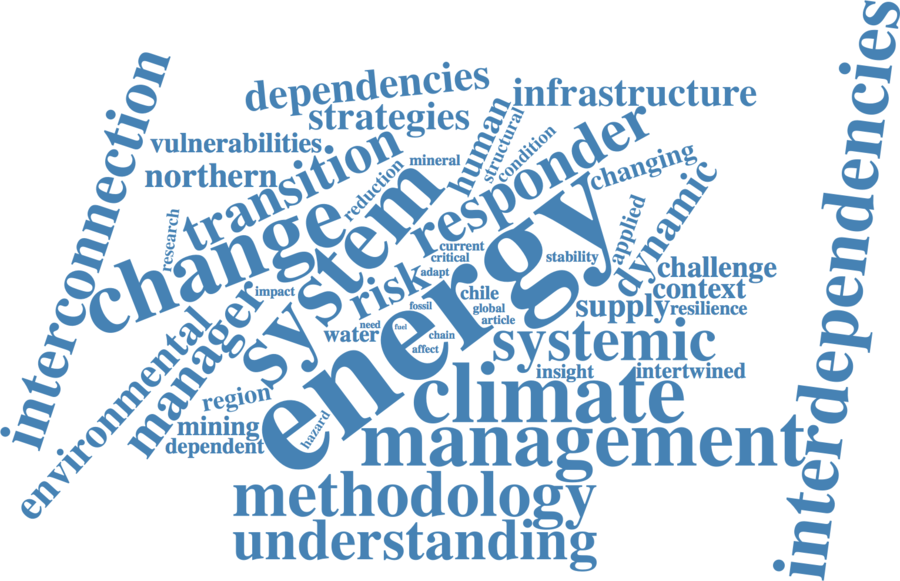 interconnection
interdependencies
dependencies
infrastructure
strategies
vulnerabilities
northern
transition
human
structural
condition
mineral
reduction
responder
changing
research
change
system
dynamic
applied
current
critical
adapt
stability
challenge
context
risk
energy
chile
global
article
supply
resilience
impact
manager
environmental
fossil
fuel
need
water
chain
affect
systemic
insight
intertwined
region
climate
mining
dependent
hazard
management
methodology
understanding